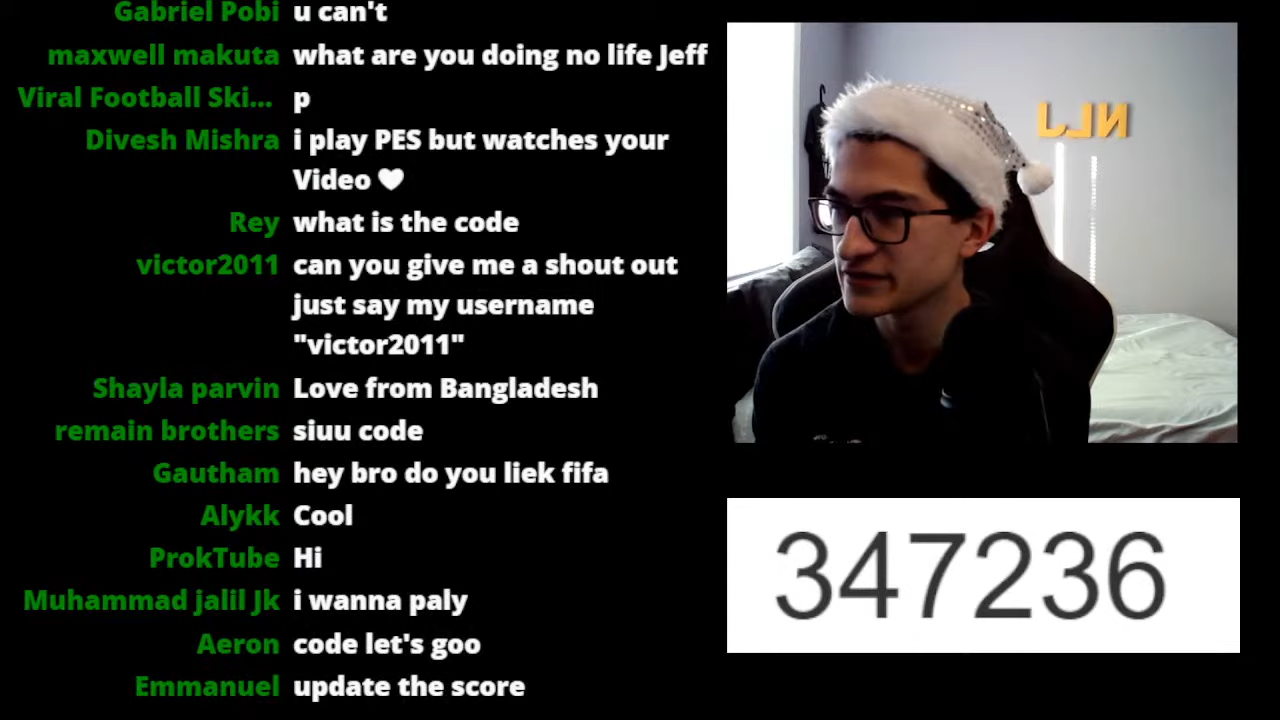 Gabriel Pobi u can't
maxwell makuta what are you doing no life Jeff
Viral Football Ski... p
Divesh Mishra i play PES but watches your
Video 🤍
Rey what is the code
victor2011 can you give me a shout out
just say my username
"victor2011"
Shayla parvin Love from Bangladesh
remain brothers siuu code
Gautham hey bro do you liek fifa
Alykk Cool
ProkTube Hi
Muhammad jalil Jk i wanna paly
Aeron code let's goo
Emmanuel update the score
NLJ
347236